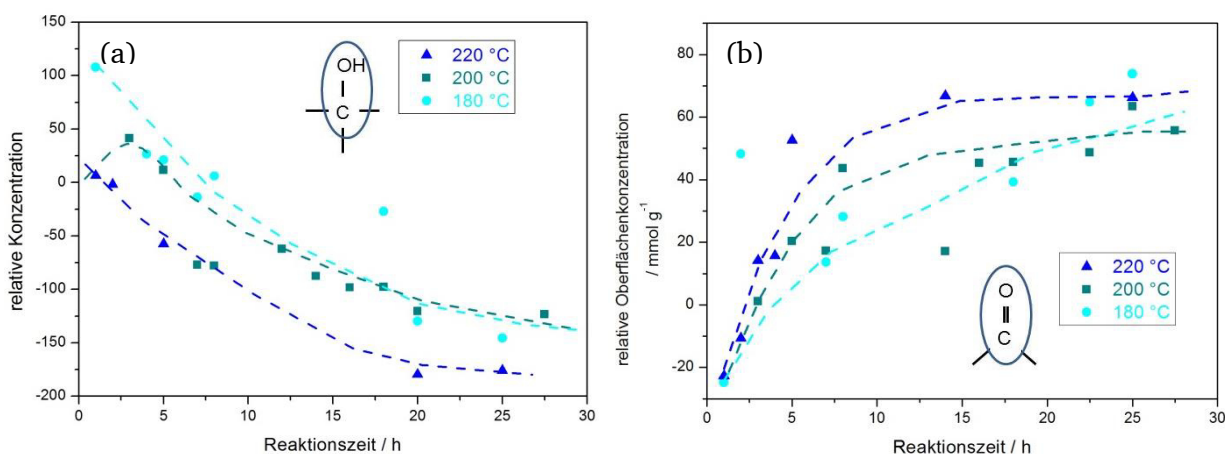 (a)
OH
C
220 °C
200 °C
180 °C
relative Konzentration
150
100
50
0
-50
-100
-150
-200
0 5 10 15 20 25 30
Reaktionszeit / h
(b)
O
C
220 °C
200 °C
180 °C
relative Oberflächenkonzentration
/ mmol g⁻¹
80
60
40
20
0
-20
0 5 10 15 20 25 30
Reaktionszeit / h